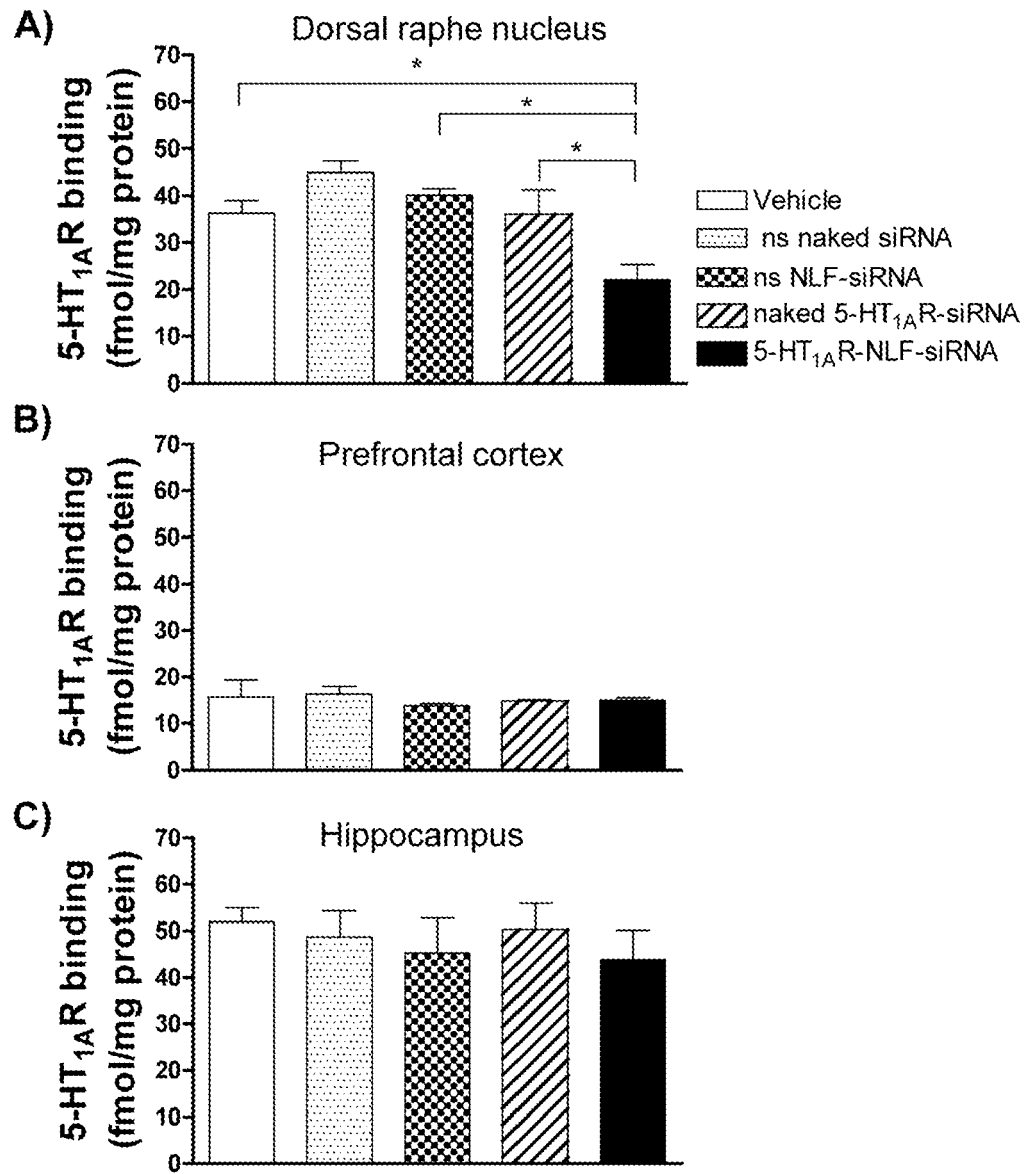 A)
Dorsal raphe nucleus
5-HT1AR binding
(fmol/mg protein)
70
60
50
40
30
20
10
0
*
*
*
Vehicle
ns naked siRNA
ns NLF-siRNA
naked 5-HT1AR-siRNA
5-HT1AR-NLF-siRNA
B)
Prefrontal cortex
5-HT1AR binding
(fmol/mg protein)
70
60
50
40
30
20
10
0
C)
Hippocampus
5-HT1AR binding
(fmol/mg protein)
70
60
50
40
30
20
10
0